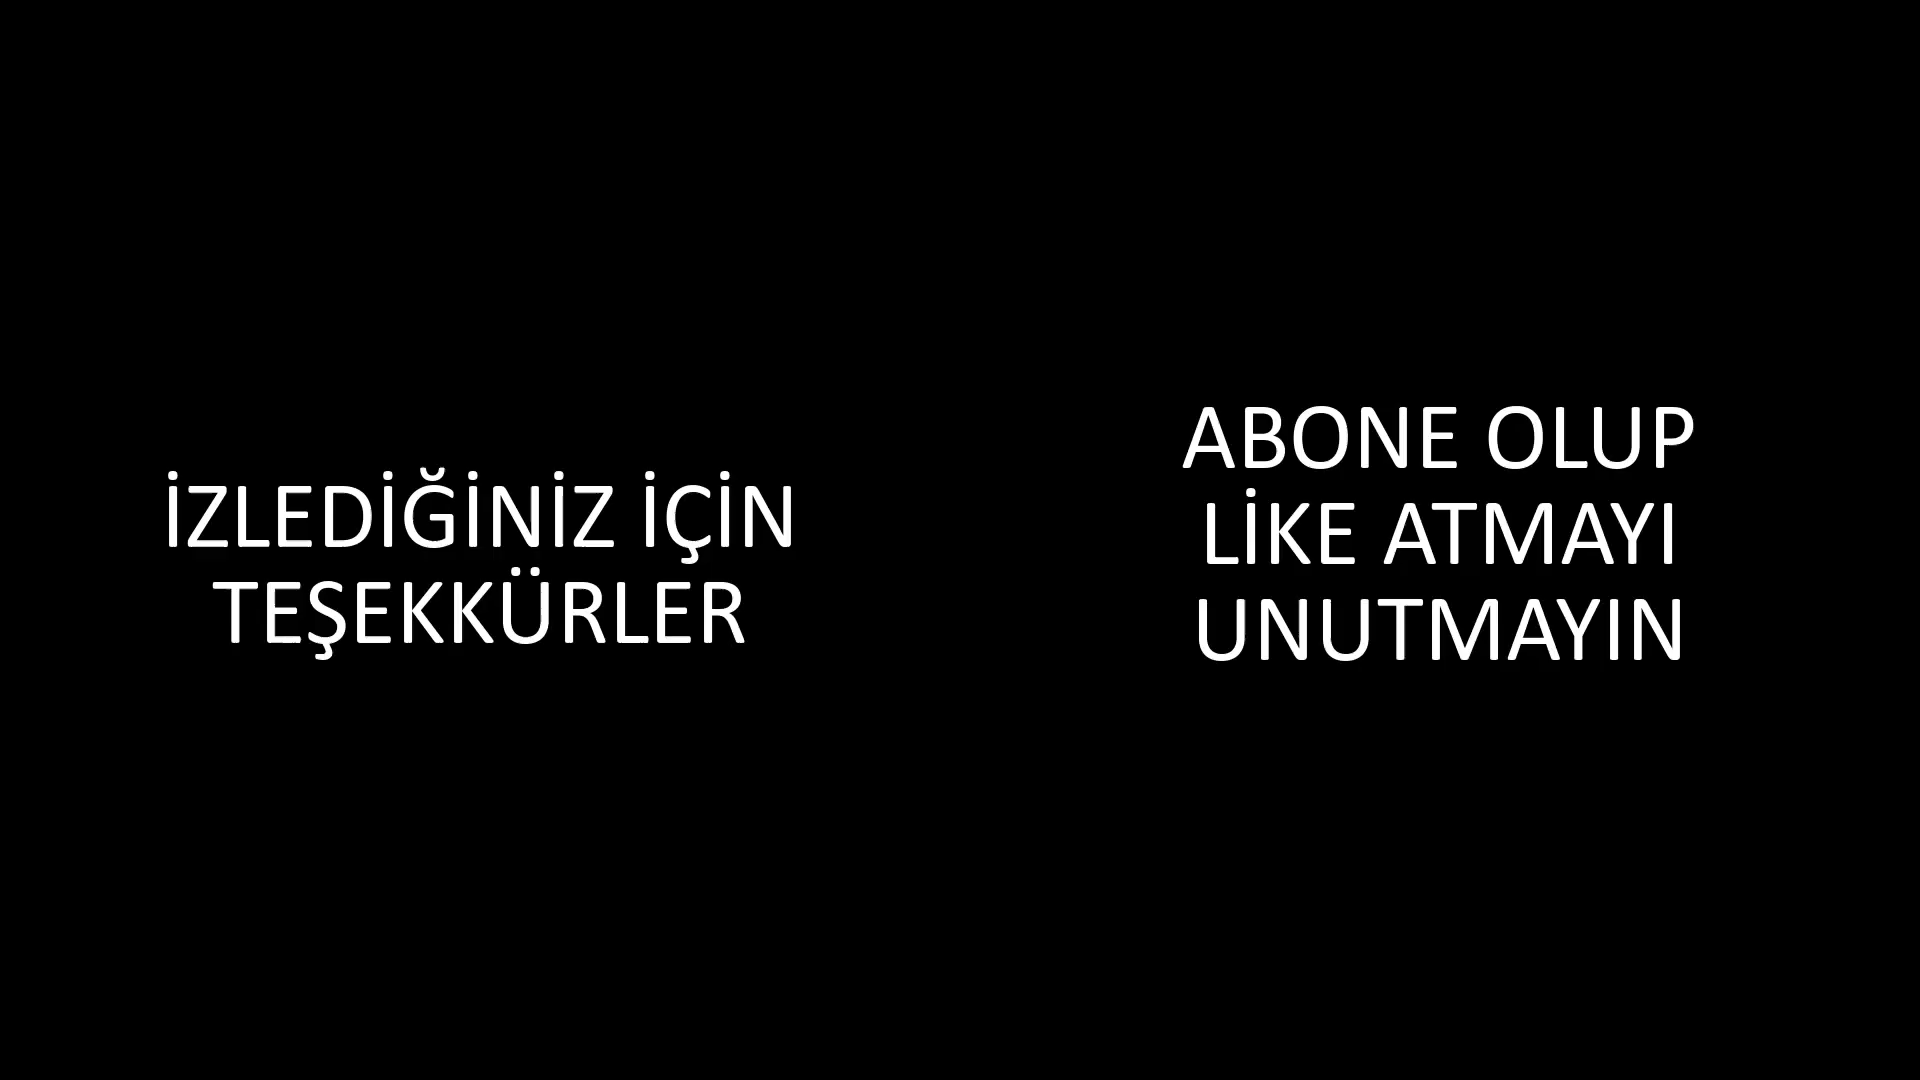 İZLEDİĞİNİZ İÇİN
TEŞEKKÜRLER
ABONE OLUP
LİKE ATMAYI
UNUTMAYIN